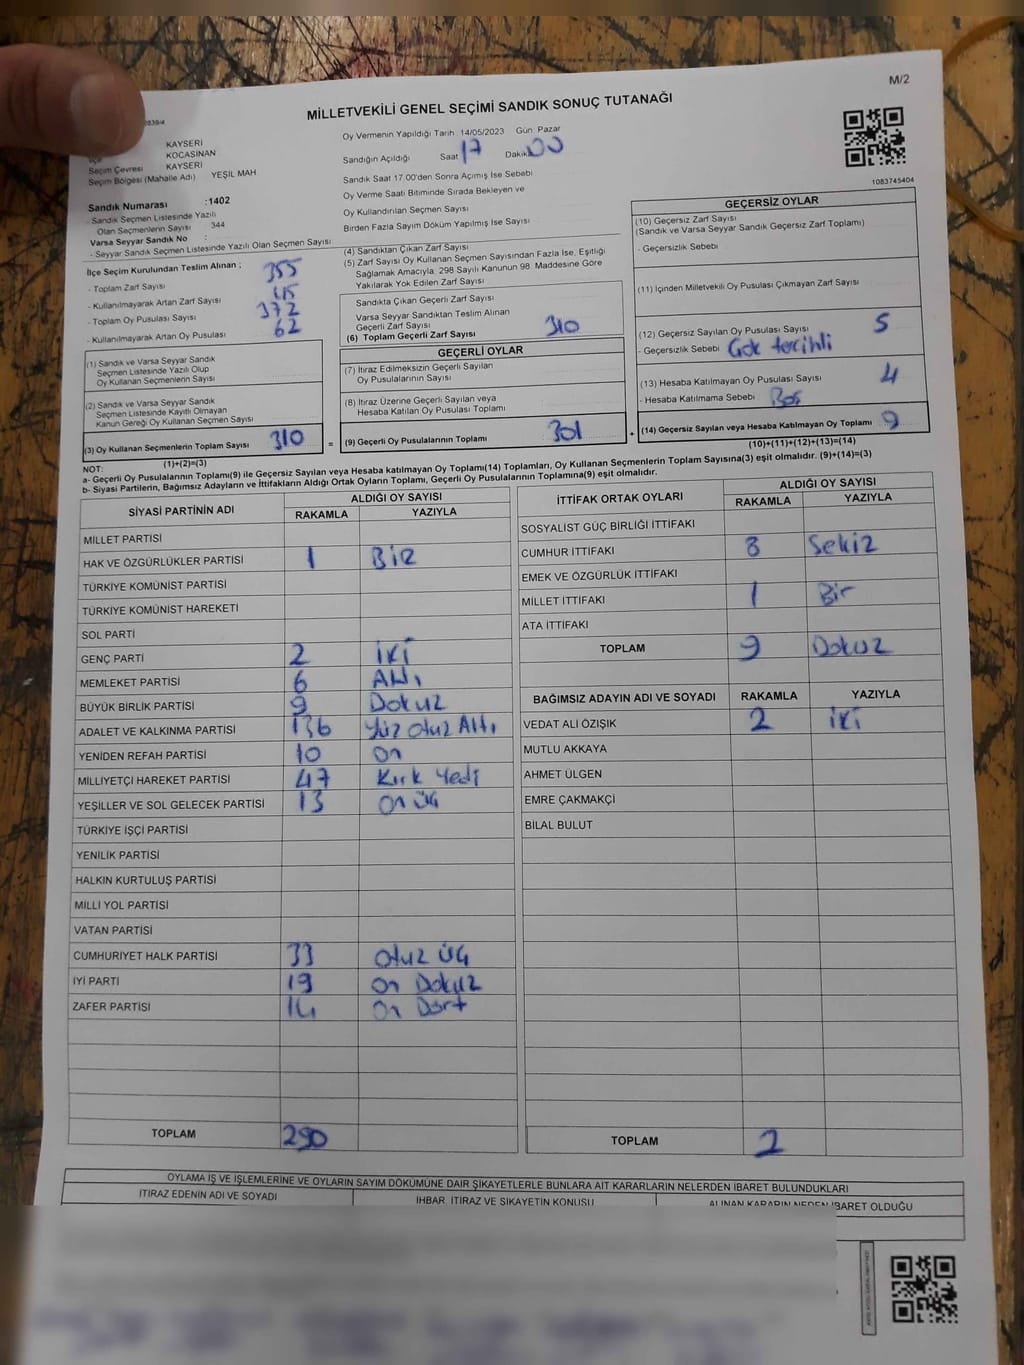 M/2
MİLLETVEKİLİ GENEL SEÇİMİ SANDIK SONUÇ TUTANAĞI
KAYSERİ
İlçe KOCASİNAN
Seçim Çevresi KAYSERİ
Seçim Bölgesi (Mahalle Adı) YEŞİL MAH
Sandık Numarası :1402
- Sandık Seçmen Listesinde Yazılı
Olan Seçmenlerin Sayısı 344
Varsa Seyyar Sandık No :
- Seyyar Sandık Seçmen Listesinde Yazılı Olan Seçmen Sayısı
İlçe Seçim Kurulundan Teslim Alınan ;
- Toplam Zarf Sayısı 355
- Kullanılmayarak Artan Zarf Sayısı
- Toplam Oy Pusulası Sayısı 372
- Kullanılmayarak Artan Oy Pusulası 62
(1) Sandık ve Varsa Seyyar Sandık
Seçmen Listesinde Yazılı Olup
Oy Kullanan Seçmenlerin Sayısı
(2) Sandık ve Varsa Seyyar Sandık
Seçmen Listesinde Kayıtlı Olmayan
Kanun Gereği Oy Kullanan Seçmen Sayısı
(3) Oy Kullanan Seçmenlerin Toplam Sayısı 310
(1)+(2)=(3)
Oy Vermenin Yapıldığı Tarih 14/05/2023 Gün Pazar
Sandığın Açıldığı Saat 17 Dakika 00
Sandık Saat 17.00'den Sonra Açımış İse Sebebi
Oy Verme Saati Bitiminde Sırada Bekleyen ve
Oy Kullandırılan Seçmen Sayısı
Birden Fazla Sayım Döküm Yapılmış İse Sayısı
(4) Sandıktan Çıkan Zarf Sayısı
(5) Zarf Sayısı Oy Kullanan Seçmen Sayısından Fazla İse, Eşitliği
Sağlamak Amacıyla, 298 Sayılı Kanunun 98. Maddesine Göre
Yakılarak Yok Edilen Zarf Sayısı
Sandıkta Çıkan Geçerli Zarf Sayısı
Varsa Seyyar Sandıktan Teslim Alınan
Geçerli Zarf Sayısı
(6) Toplam Geçerli Zarf Sayısı 310
GEÇERLİ OYLAR
(7) İtiraz Edilmeksizin Geçerli Sayılan
Oy Pusulalarının Sayısı
(8) İtiraz Üzerine Geçerli Sayılan veya
Hesaba Katılan Oy Pusulası Toplamı
= (9) Geçerli Oy Pusulalarının Toplamı 301 +
1083745404
GEÇERSİZ OYLAR
(10) Geçersiz Zarf Sayısı
(Sandık ve Varsa Seyyar Sandık Geçersiz Zarf Toplamı)
- Geçersizlik Sebebi
(11) İçinden Milletvekili Oy Pusulası Çıkmayan Zarf Sayısı
(12) Geçersiz Sayılan Oy Pusulası Sayısı 5
- Geçersizlik Sebebi Çok tercihli
(13) Hesaba Katılmayan Oy Pusulası Sayısı 4
- Hesaba Katılmama Sebebi Boş
(14) Geçersiz Sayılan veya Hesaba Katılmayan Oy Toplamı 9
(10)+(11)+(12)+(13)=(14)
NOT:
a- Geçerli Oy Pusulalarının Toplamı(9) ile Geçersiz Sayılan veya Hesaba katılmayan Oy Toplamı(14) Toplamları, Oy Kullanan Seçmenlerin Toplam Sayısına(3) eşit olmalıdır. (9)+(14)=(3)
b- Siyasi Partilerin, Bağımsız Adayların ve İttifakların Aldığı Ortak Oyların Toplamı, Geçerli Oy Pusulalarının Toplamına(9) eşit olmalıdır.
SİYASİ PARTİNİN ADI ALDIĞI OY SAYISI
RAKAMLA YAZIYLA
MİLLET PARTİSİ
HAK VE ÖZGÜRLÜKLER PARTİSİ 1 BİR
TÜRKİYE KOMÜNİST PARTİSİ
TÜRKİYE KOMÜNİST HAREKETİ
SOL PARTİ
GENÇ PARTİ 2 İKİ
MEMLEKET PARTİSİ 6 Altı
BÜYÜK BİRLİK PARTİSİ 9 Dokuz
ADALET VE KALKINMA PARTİSİ 136 Yüz otuz Altı
YENİDEN REFAH PARTİSİ 10 On
MİLLİYETÇİ HAREKET PARTİSİ 47 Kırk Yedi
YEŞİLLER VE SOL GELECEK PARTİSİ 13 On üç
TÜRKİYE İŞÇİ PARTİSİ
YENİLİK PARTİSİ
HALKIN KURTULUŞ PARTİSİ
MİLLİ YOL PARTİSİ
VATAN PARTİSİ
CUMHURİYET HALK PARTİSİ 33 Otuz üç
İYİ PARTİ 19 On Dokuz
ZAFER PARTİSİ 14 On Dört
TOPLAM 290
İTTİFAK ORTAK OYLARI ALDIĞI OY SAYISI
RAKAMLA YAZIYLA
SOSYALİST GÜÇ BİRLİĞİ İTTİFAKI
CUMHUR İTTİFAKI 8 Sekiz
EMEK VE ÖZGÜRLÜK İTTİFAKI
MİLLET İTTİFAKI 1 Bir
ATA İTTİFAKI
TOPLAM 9 Dokuz
BAĞIMSIZ ADAYIN ADI VE SOYADI RAKAMLA YAZIYLA
VEDAT ALİ ÖZIŞIK 2 İKİ
MUTLU AKKAYA
AHMET ÜLGEN
EMRE ÇAKMAKÇİ
BİLAL BULUT
TOPLAM 2
OYLAMA İŞ VE İŞLEMLERİNE VE OYLARIN SAYIM DÖKÜMÜNE DAİR ŞİKAYETLERLE BUNLARA AİT KARARLARIN NELERDEN İBARET BULUNDUKLARI
İTİRAZ EDENİN ADI VE SOYADI İHBAR, İTİRAZ VE ŞİKAYETİN KONUSU ALINAN KARARIN NEDEN İBARET OLDUĞU